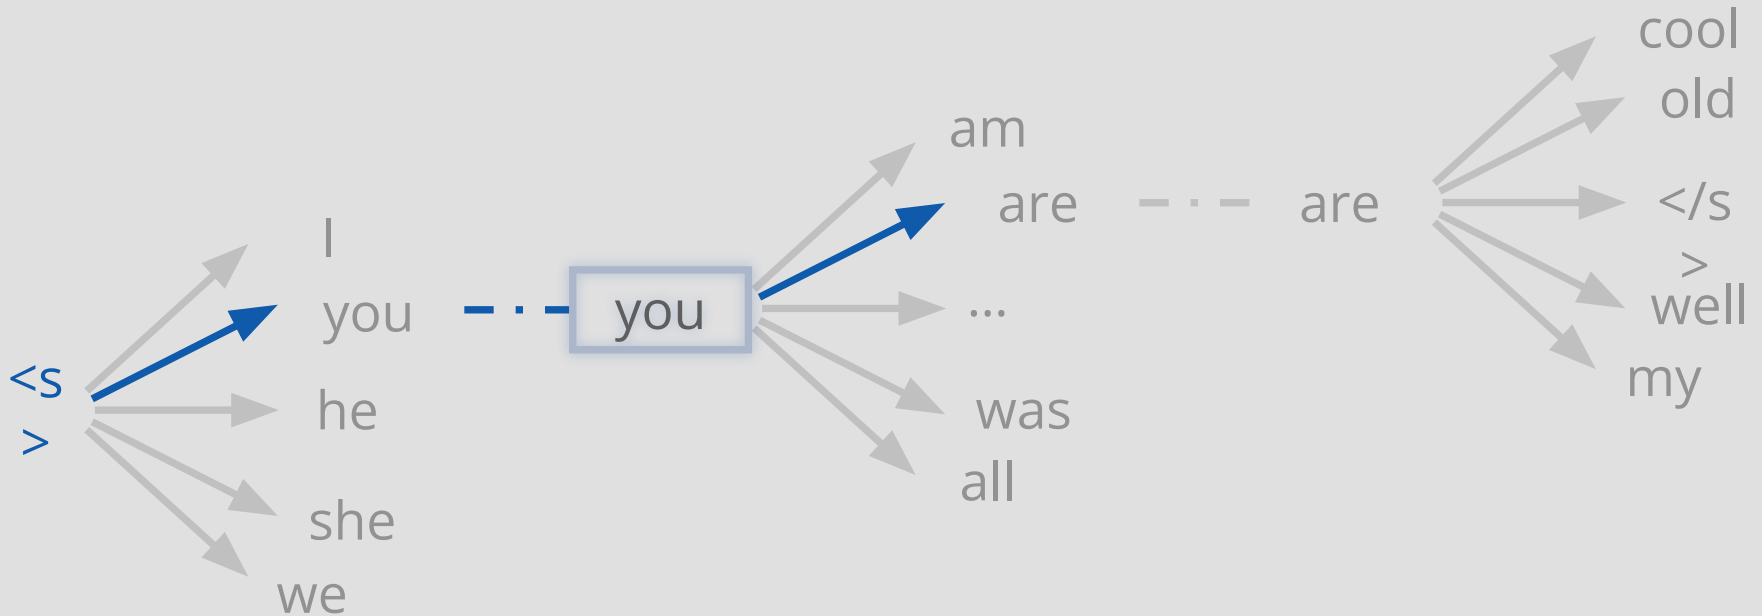 <s
>
I
you
he
she
we
you
am
are
...
was
all
are
cool
old
</s
>
well
my